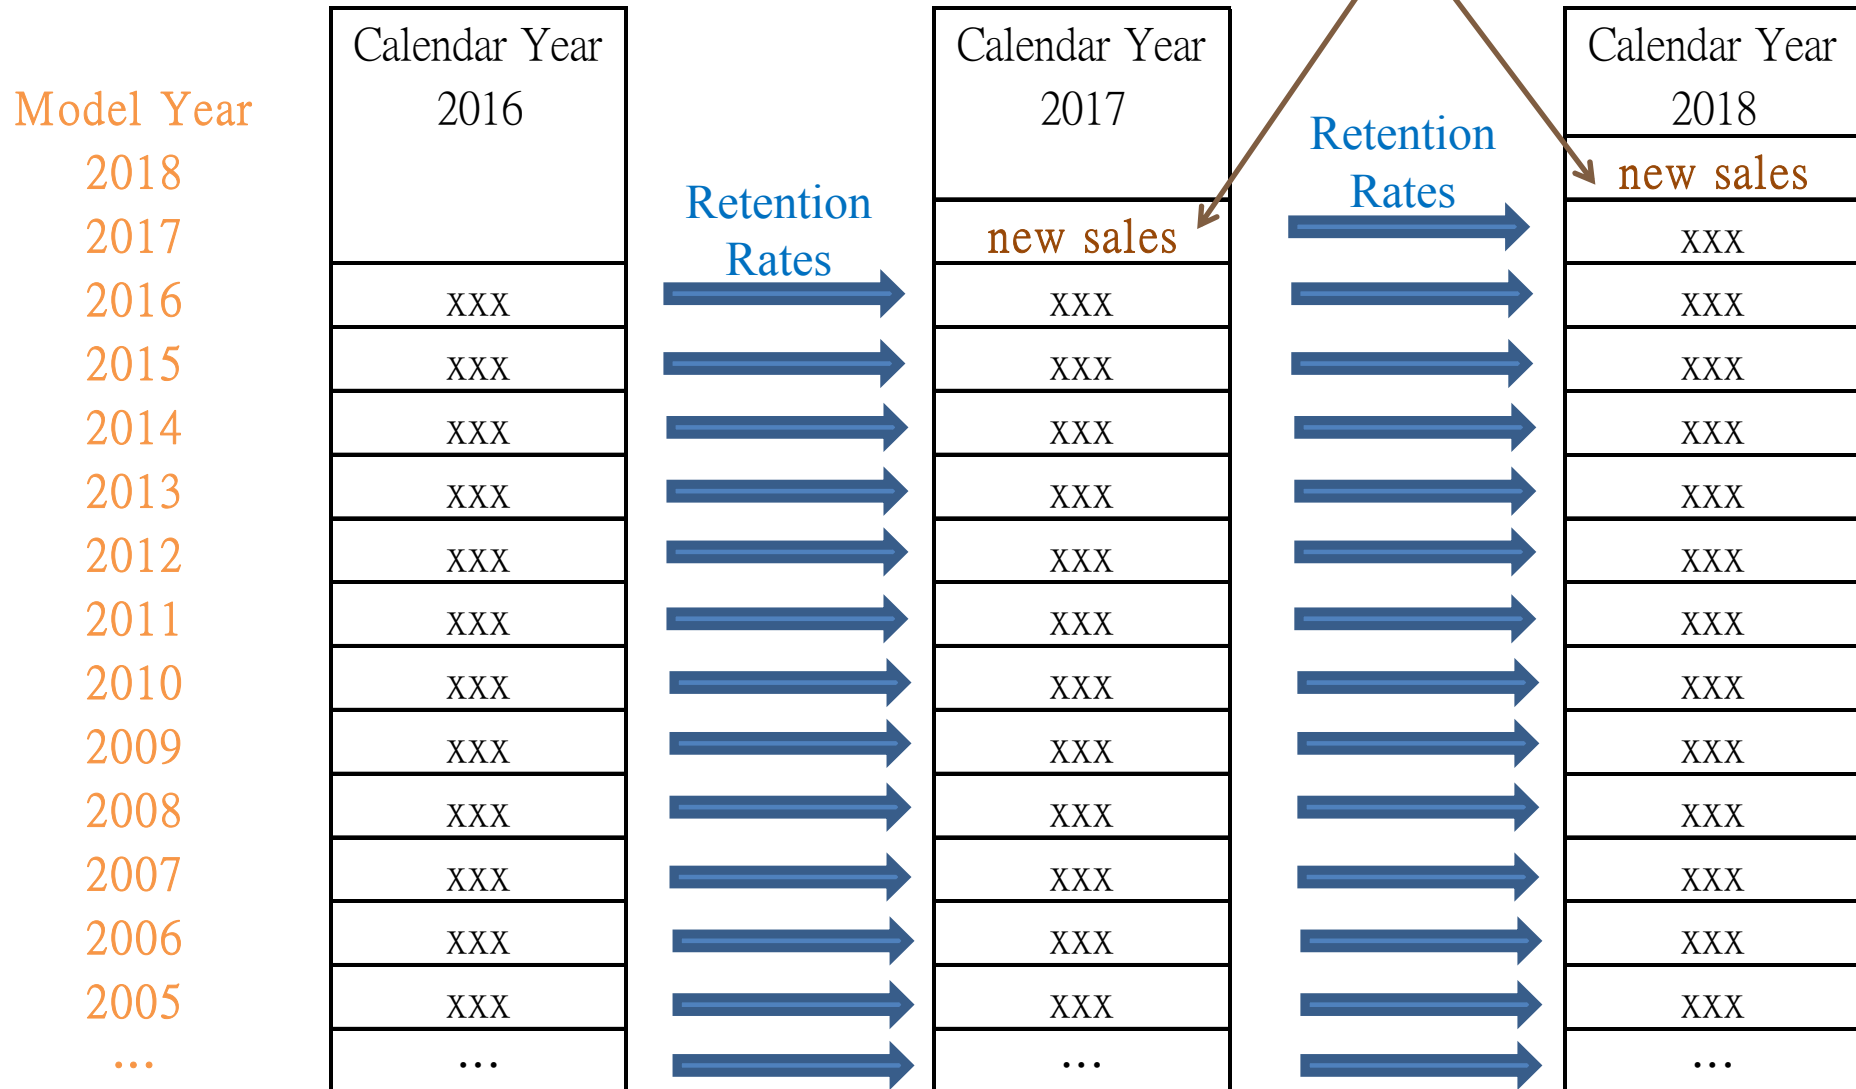 Calendar Year Calendar Year Calendar Year
Model Year 2016 2017 Retention 2018
2018 Retention Rates new sales
2017 Rates new sales xxx
2016 xxx xxx xxx
2015 xxx xxx xxx
2014 xxx xxx xxx
2013 xxx xxx xxx
2012 xxx xxx xxx
2011 xxx xxx xxx
2010 xxx xxx xxx
2009 xxx xxx xxx
2008 xxx xxx xxx
2007 xxx xxx xxx
2006 xxx xxx xxx
2005 xxx xxx xxx
... ... ... ...